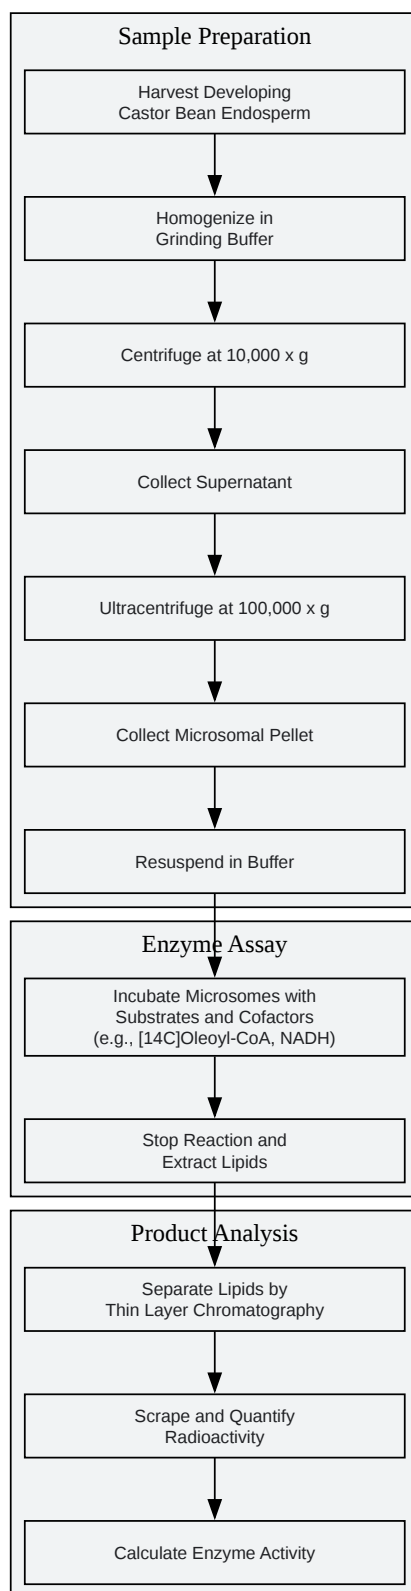 Sample Preparation
Harvest Developing
Castor Bean Endosperm
Homogenize in
Grinding Buffer
Centrifuge at 10,000 x g
Collect Supernatant
Ultracentrifuge at 100,000 x g
Collect Microsomal Pellet
Resuspend in Buffer
Enzyme Assay
Incubate Microsomes with
Substrates and Cofactors
(e.g., [14C]Oleoyl-CoA, NADH)
Stop Reaction and
Extract Lipids
Product Analysis
Separate Lipids by
Thin Layer Chromatography
Scrape and Quantify
Radioactivity
Calculate Enzyme Activity